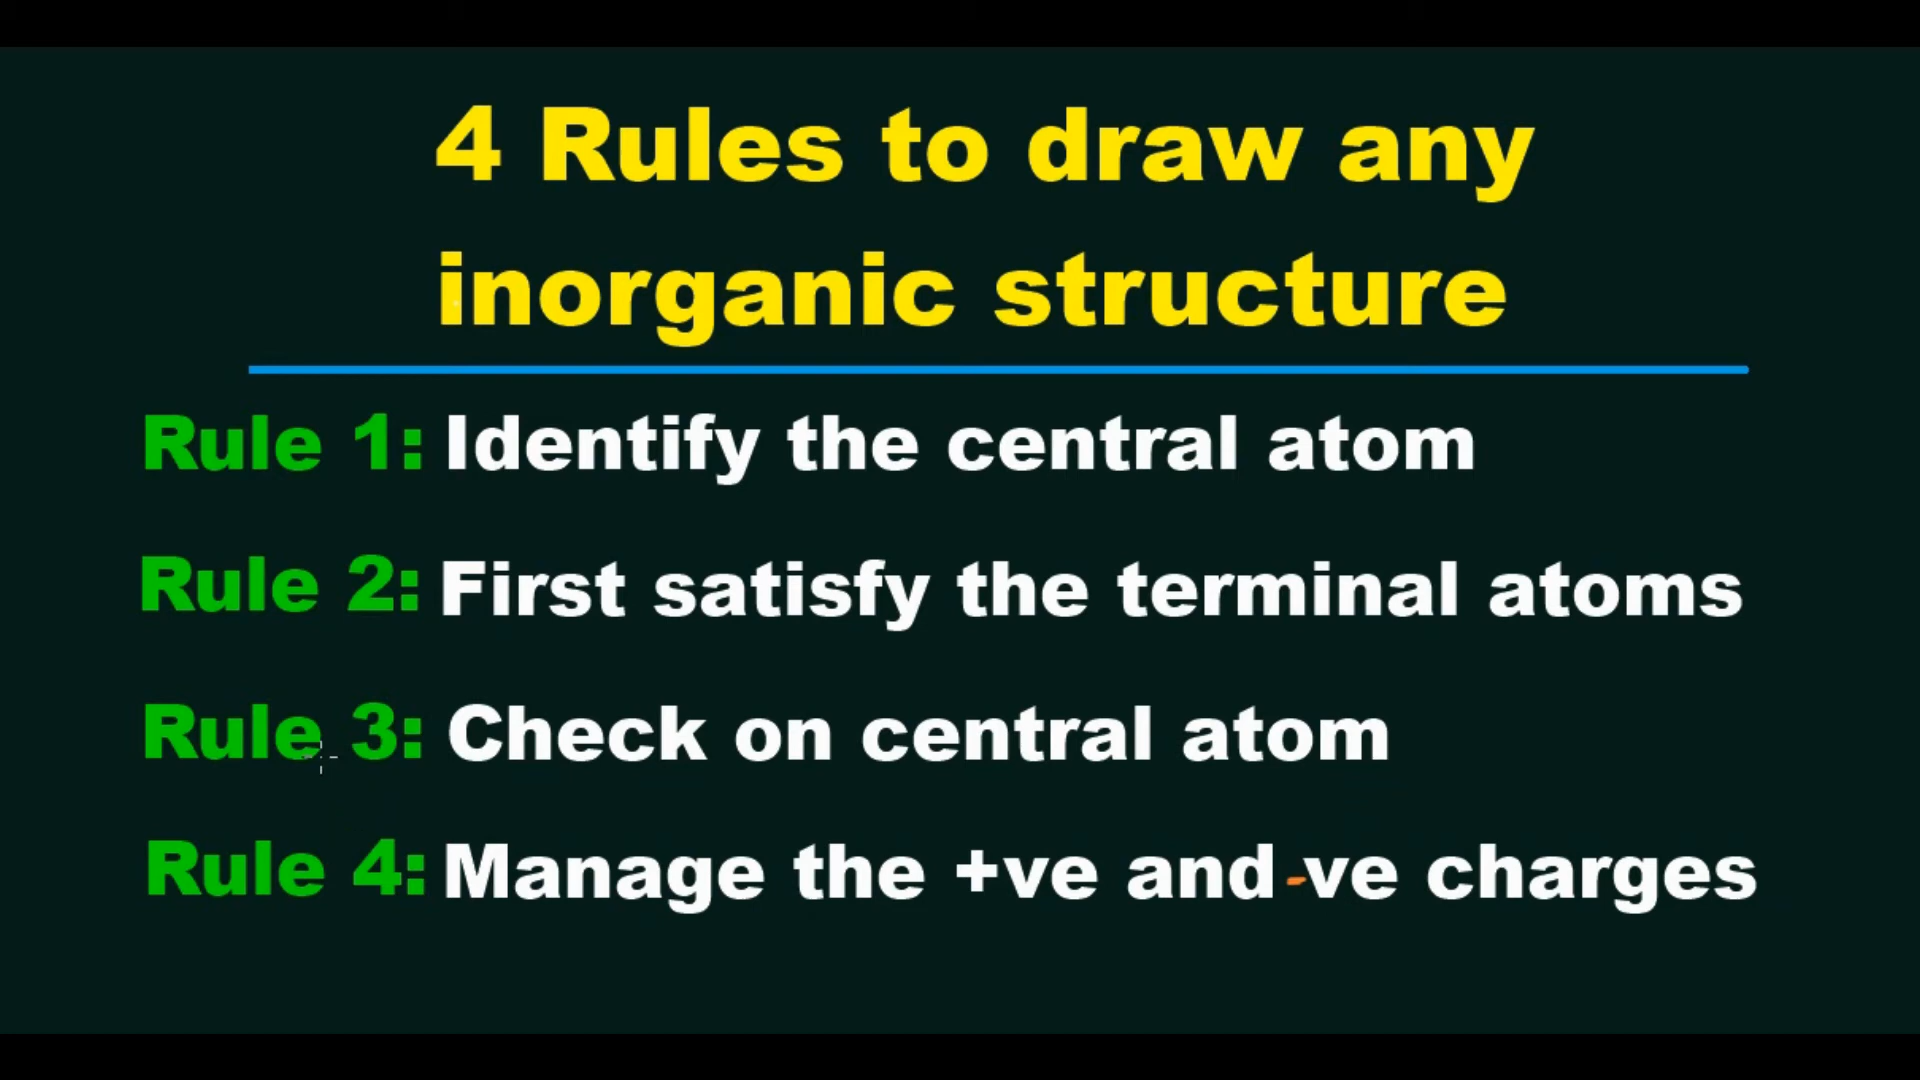 4 Rules to draw any
inorganic structure
Rule 1: Identify the central atom
Rule 2: First satisfy the terminal atoms
Rule 3: Check on central atom
Rule 4: Manage the +ve and -ve charges